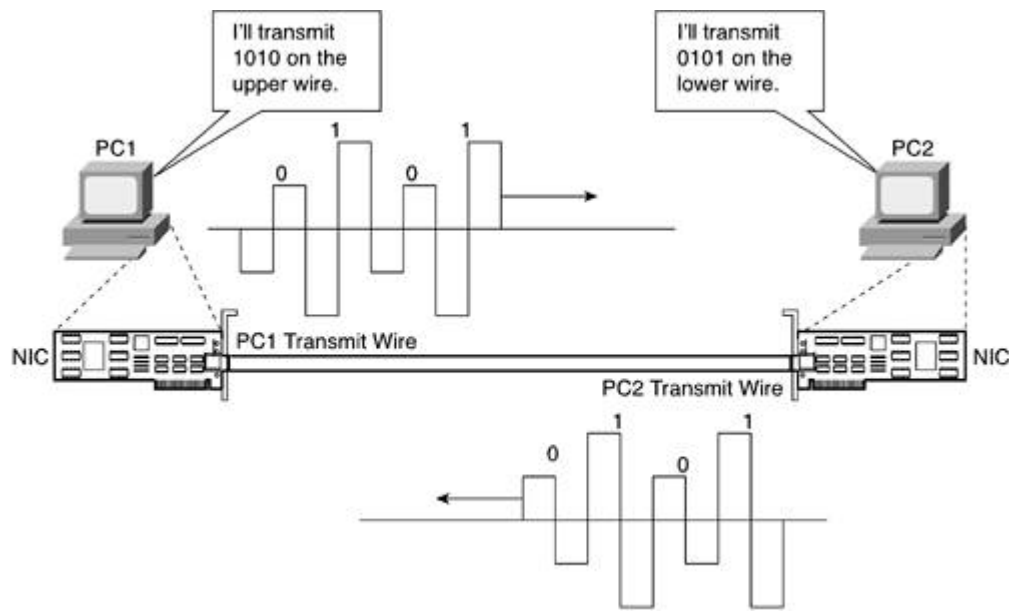 I'll transmit
1010 on the
upper wire.
I'll transmit
0101 on the
lower wire.
PC1
PC2
1
1
0
0
NIC
PC1 Transmit Wire
PC2 Transmit Wire
NIC
1
1
0
0